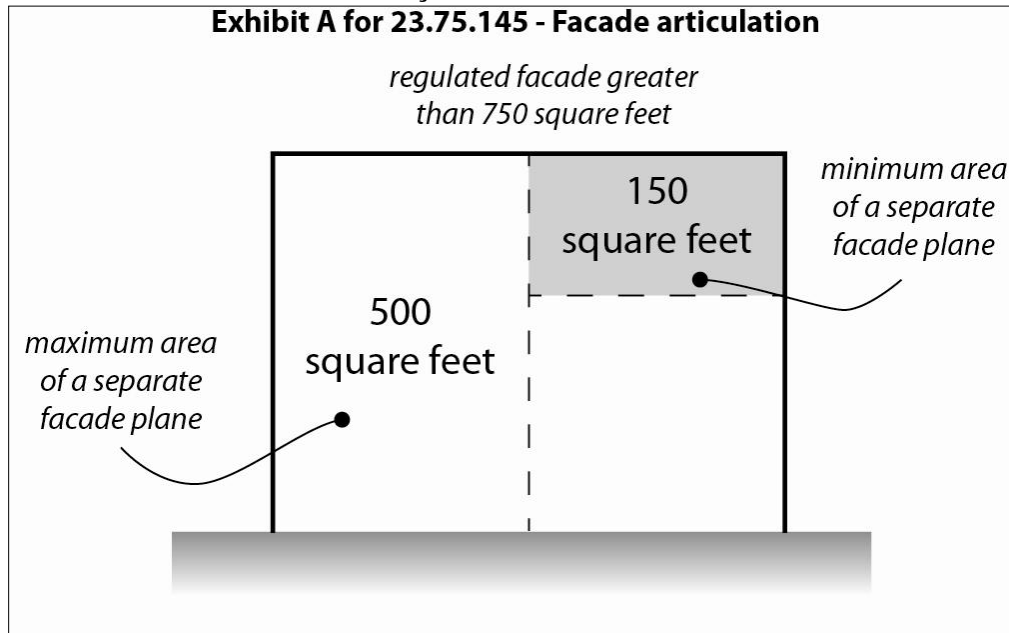 Exhibit A for 23.75.145 - Facade articulation
regulated facade greater
than 750 square feet
minimum area
of a separate
facade plane
150
square feet
500
square feet
maximum area
of a separate
facade plane